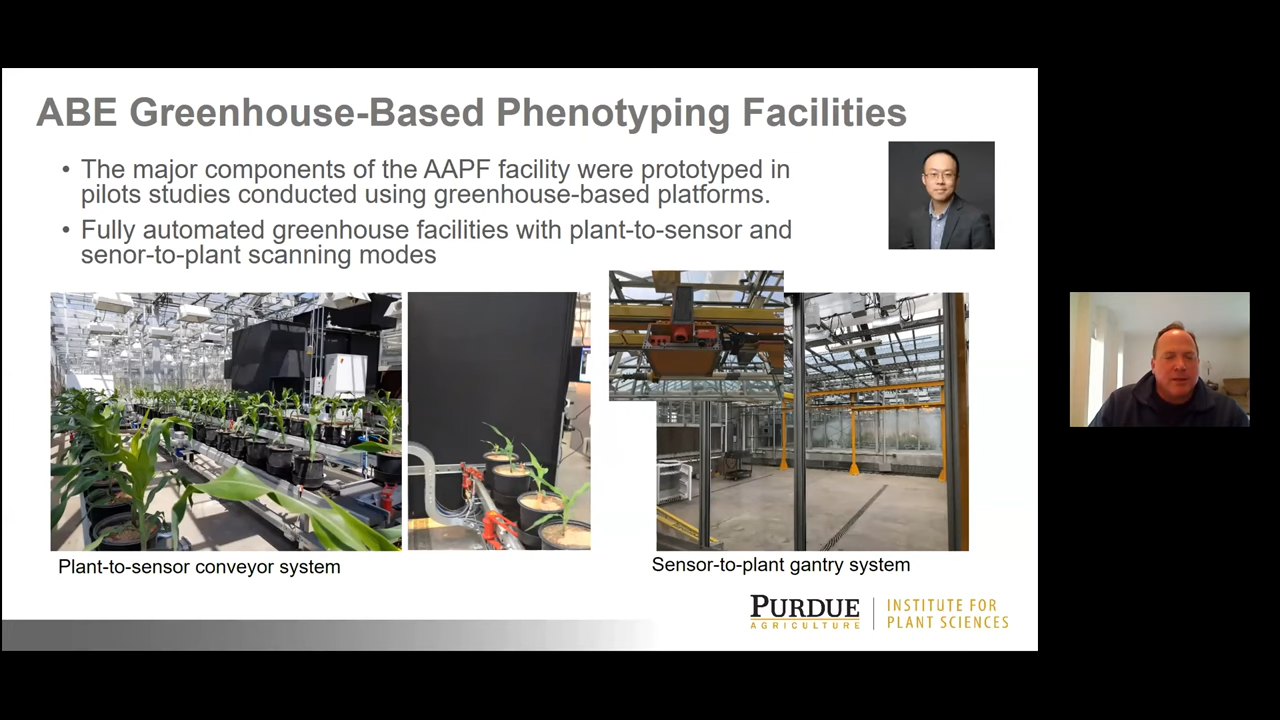 ABE Greenhouse-Based Phenotyping Facilities
• The major components of the AAPF facility were prototyped in
pilots studies conducted using greenhouse-based platforms.
• Fully automated greenhouse facilities with plant-to-sensor and
senor-to-plant scanning modes
Plant-to-sensor conveyor system
Sensor-to-plant gantry system
PURDUE
AGRICULTURE
INSTITUTE FOR
PLANT SCIENCES